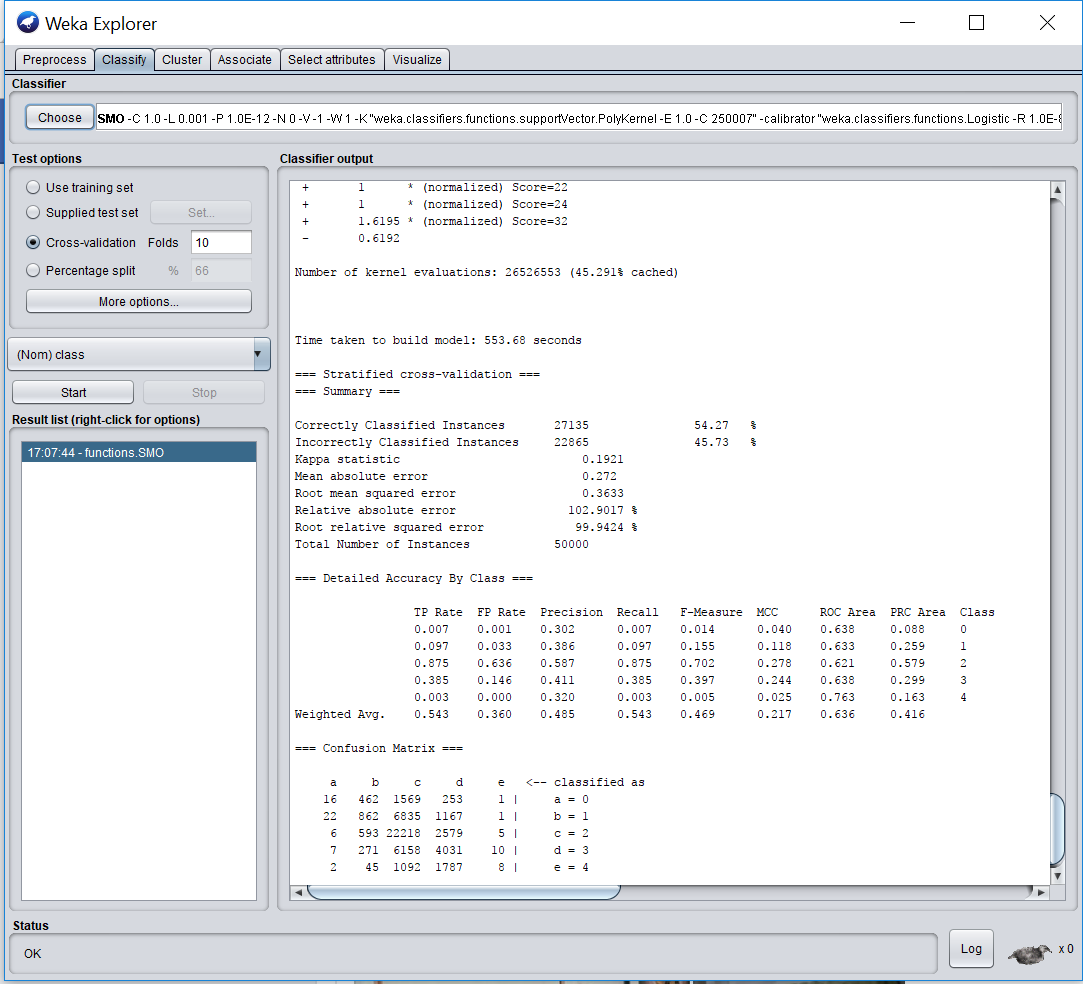 Weka Explorer
Preprocess Classify Cluster Associate Select attributes Visualize
Classifier
Choose SMO -C 1.0 -L 0.001 -P 1.0E-12 -N 0 -V -1 -W 1 -K "weka.classifiers.functions.supportVector.PolyKernel -E 1.0 -C 250007" -calibrator "weka.classifiers.functions.Logistic -R 1.0E-8
Test options
Use training set
Supplied test set Set...
Cross-validation Folds 10
Percentage split % 66
More options...
(Nom) class
Start Stop
Result list (right-click for options)
17:07:44 - functions.SMO
Classifier output
+ 1 * (normalized) Score=22
+ 1 * (normalized) Score=24
+ 1.6195 * (normalized) Score=32
- 0.6192
Number of kernel evaluations: 26526553 (45.291% cached)
Time taken to build model: 553.68 seconds
=== Stratified cross-validation ===
=== Summary ===
Correctly Classified Instances 27135 54.27 %
Incorrectly Classified Instances 22865 45.73 %
Kappa statistic 0.1921
Mean absolute error 0.272
Root mean squared error 0.3633
Relative absolute error 102.9017 %
Root relative squared error 99.9424 %
Total Number of Instances 50000
=== Detailed Accuracy By Class ===
TP Rate FP Rate Precision Recall F-Measure MCC ROC Area PRC Area Class
0.007 0.001 0.302 0.007 0.014 0.040 0.638 0.088 0
0.097 0.033 0.386 0.097 0.155 0.118 0.633 0.259 1
0.875 0.636 0.587 0.875 0.702 0.278 0.621 0.579 2
0.385 0.146 0.411 0.385 0.397 0.244 0.638 0.299 3
0.003 0.000 0.320 0.003 0.005 0.025 0.763 0.163 4
Weighted Avg. 0.543 0.360 0.485 0.543 0.469 0.217 0.636 0.416
=== Confusion Matrix ===
a b c d e <-- classified as
16 462 1569 253 1 | a = 0
22 862 6835 1167 1 | b = 1
6 593 22218 2579 5 | c = 2
7 271 6158 4031 10 | d = 3
2 45 1092 1787 8 | e = 4
Status
OK
Log x 0